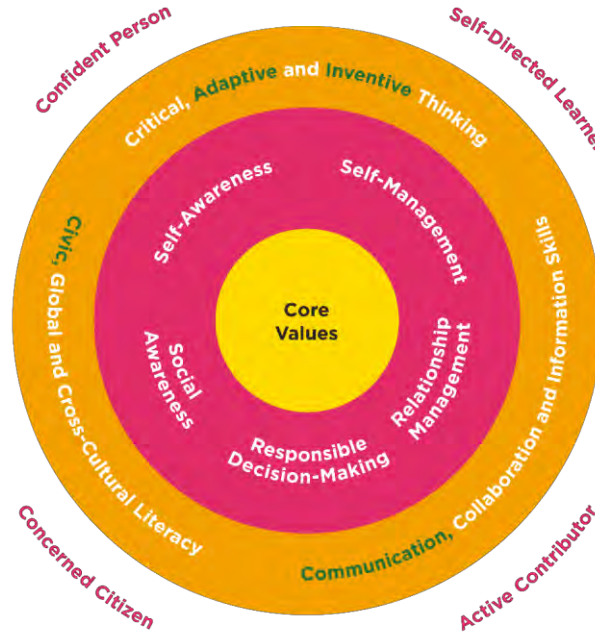 Confident Person
Self-Directed Learner
Critical, Adaptive and Inventive Thinking
Self-Awareness
Self-Management
Civic, Global and Cross-Cultural Literacy
Core
Values
Social
Awareness
Relationship
Management
Responsible
Decision-Making
Communication, Collaboration and Information Skills
Concerned Citizen
Active Contributor